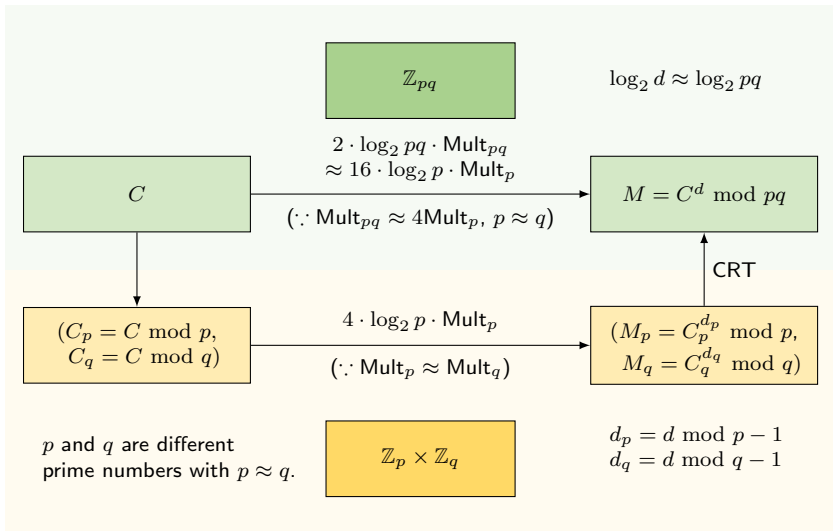 ℤ_{pq}
log₂ d ≈ log₂ pq
2 · log₂ pq · Mult_{pq}
≈ 16 · log₂ p · Mult_p
C
(∵ Mult_{pq} ≈ 4Mult_p, p ≈ q)
M = C^d mod pq
CRT
(C_p = C mod p,
C_q = C mod q)
4 · log₂ p · Mult_p
(∵ Mult_p ≈ Mult_q)
(M_p = C_p^{d_p} mod p,
M_q = C_q^{d_q} mod q)
p and q are different
prime numbers with p ≈ q.
ℤ_p × ℤ_q
d_p = d mod p − 1
d_q = d mod q − 1